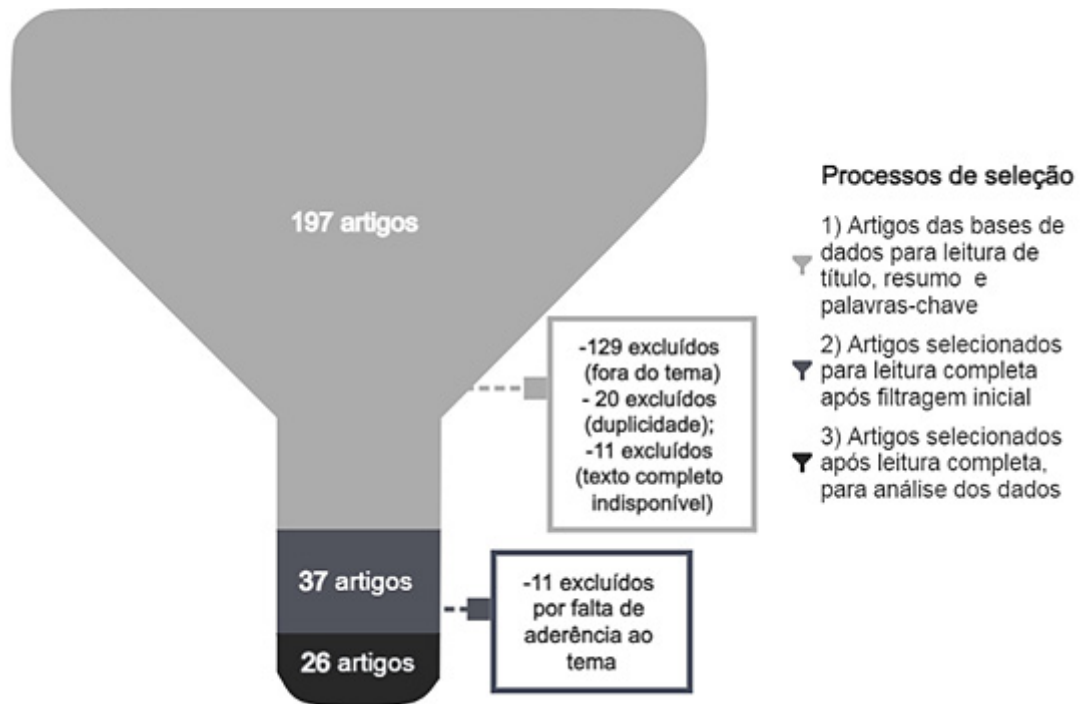 197 artigos
-129 excluídos
(fora do tema)
- 20 excluídos
(duplicidade);
-11 excluídos
(texto completo
indisponível)
37 artigos
-11 excluídos
por falta de
aderência ao
tema
26 artigos
Processos de seleção
1) Artigos das bases de
dados para leitura de
título, resumo e
palavras-chave
2) Artigos selecionados
para leitura completa
após filtragem inicial
3) Artigos selecionados
após leitura completa,
para análise dos dados